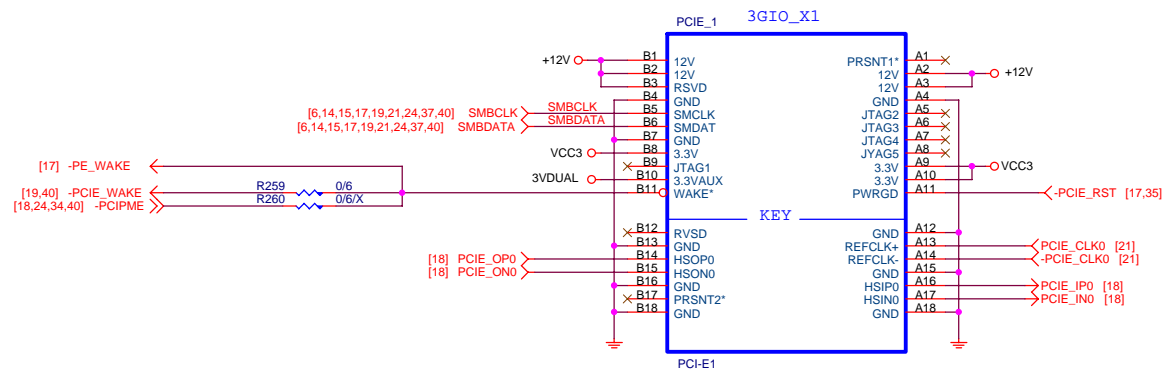 PCIE_1 3GIO_X1
+12V B1 12V PRSNT1* A1
B2 12V 12V A2 +12V
B3 RSVD 12V A3
B4 GND GND A4
[6,14,15,17,19,21,24,37,40] SMBCLK SMBCLK B5 SMCLK JTAG2 A5
[6,14,15,17,19,21,24,37,40] SMBDATA SMBDATA B6 SMDAT JTAG3 A6
B7 GND JTAG4 A7
VCC3 B8 3.3V JYAG5 A8
[17] -PE_WAKE B9 JTAG1 3.3V A9 VCC3
3VDUAL B10 3.3VAUX 3.3V A10
[19,40] -PCIE_WAKE R259 0/6 B11 WAKE* PWRGD A11 -PCIE_RST [17,35]
[18,24,34,40] -PCIPME R260 0/6/X
KEY
B12 RVSD GND A12
B13 GND REFCLK+ A13 PCIE_CLK0 [21]
[18] PCIE_OP0 B14 HSOP0 REFCLK- A14 -PCIE_CLK0 [21]
[18] PCIE_ON0 B15 HSON0 GND A15
B16 GND HSIP0 A16 PCIE_IP0 [18]
B17 PRSNT2* HSIN0 A17 PCIE_IN0 [18]
B18 GND GND A18
PCI-E1